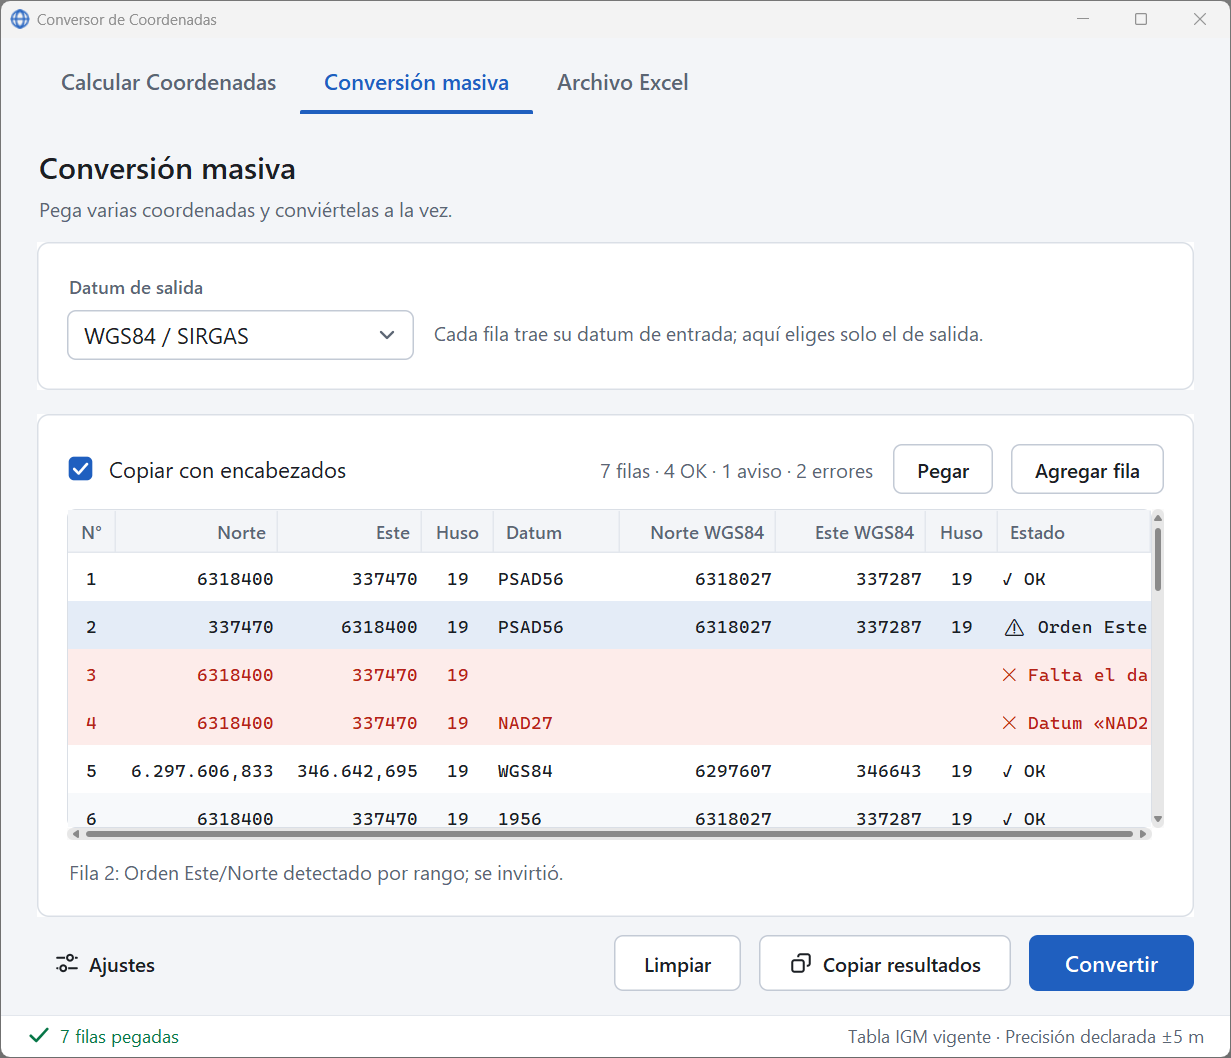 Conversor de Coordenadas
Calcular Coordenadas Conversión masiva Archivo Excel
Conversión masiva
Pega varias coordenadas y conviértelas a la vez.
Datum de salida
WGS84 / SIRGAS Cada fila trae su datum de entrada; aquí eliges solo el de salida.
Copiar con encabezados 7 filas · 4 OK · 1 aviso · 2 errores Pegar Agregar fila
N° Norte Este Huso Datum Norte WGS84 Este WGS84 Huso Estado
1 6318400 337470 19 PSAD56 6318027 337287 19 ✓ OK
2 337470 6318400 19 PSAD56 6318027 337287 19 ⚠ Orden Este
3 6318400 337470 19 ✕ Falta el da
4 6318400 337470 19 NAD27 ✕ Datum «NAD2
5 6.297.606,833 346.642,695 19 WGS84 6297607 346643 19 ✓ OK
6 6318400 337470 19 1956 6318027 337287 19 ✓ OK
Fila 2: Orden Este/Norte detectado por rango; se invirtió.
Ajustes Limpiar Copiar resultados Convertir
7 filas pegadas Tabla IGM vigente · Precisión declarada ±5 m